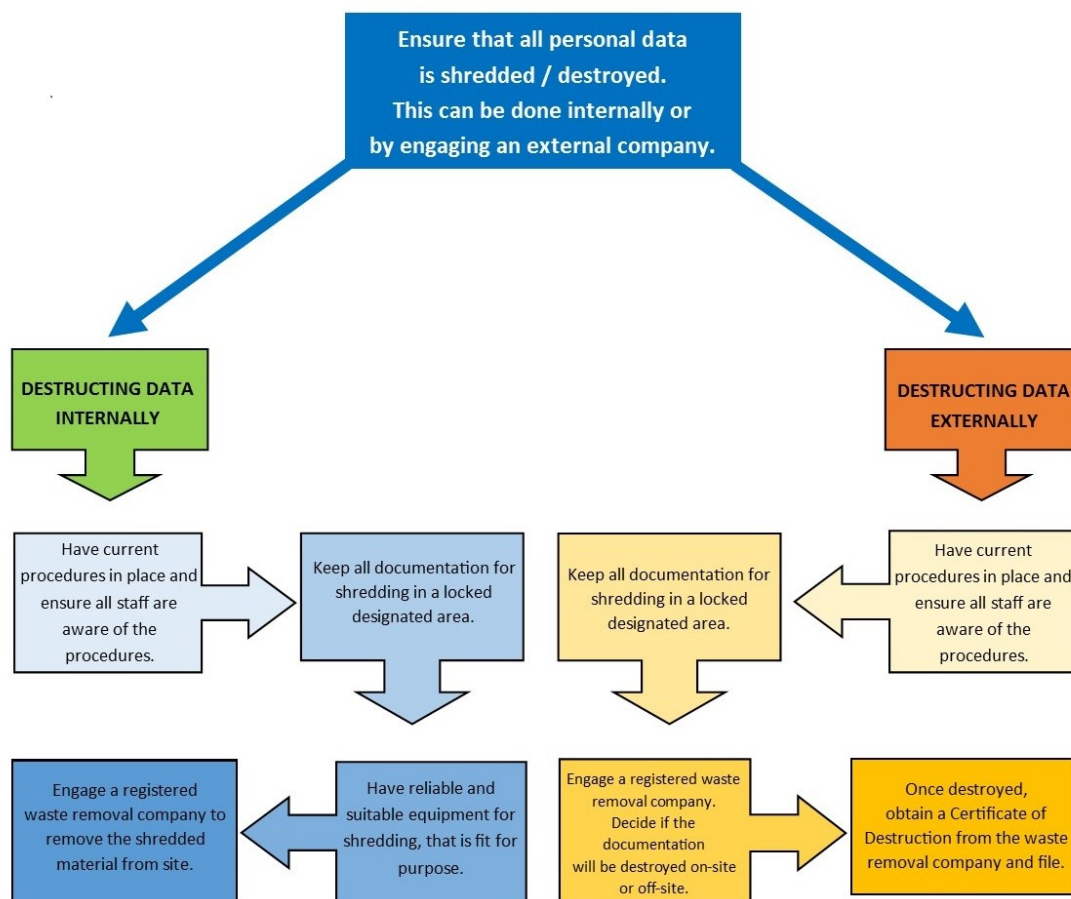 Ensure that all personal data
is shredded / destroyed.
This can be done internally or
by engaging an external company.
DESTRUCTING DATA
INTERNALLY
DESTRUCTING DATA
EXTERNALLY
Have current
procedures in place and
ensure all staff are
aware of the
procedures.
Keep all documentation for
shredding in a locked
designated area.
Keep all documentation for
shredding in a locked
designated area.
Have current
procedures in place and
ensure all staff are
aware of the
procedures.
Engage a registered
waste removal company to
remove the shredded
material from site.
Have reliable and
suitable equipment for
shredding, that is fit for
purpose.
Engage a registered waste
removal company.
Decide if the
documentation
will be destroyed on-site
or off-site.
Once destroyed,
obtain a Certificate of
Destruction from the waste
removal company and file.